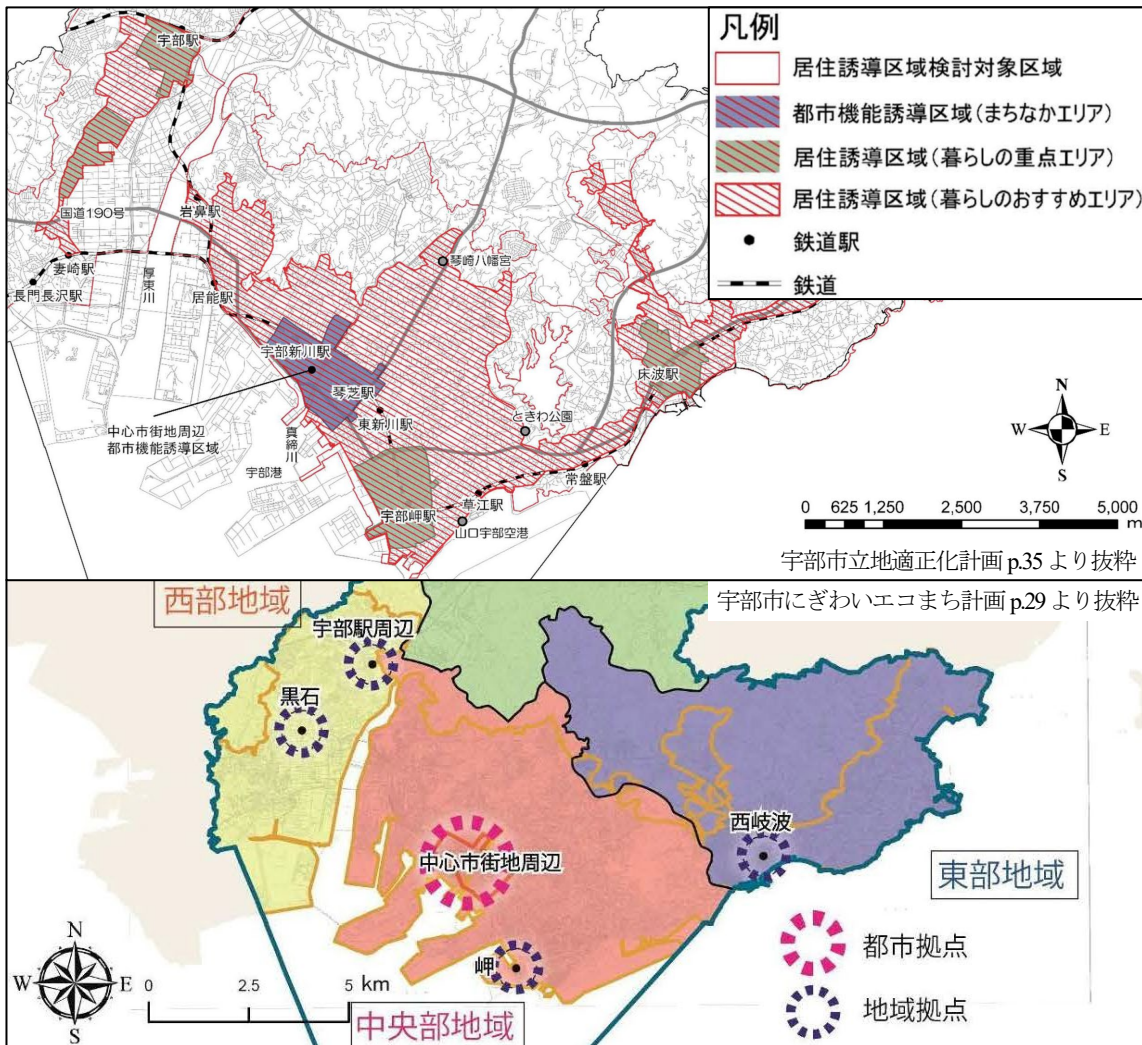 凡例
居住誘導区域検討対象区域
都市機能誘導区域(まちなかエリア)
居住誘導区域(暮らしの重点エリア)
居住誘導区域(暮らしのおすすめエリア)
鉄道駅
鉄道
宇部駅
国道190号
岩鼻駅
妻崎駅
長門長沢駅
厚東川
居能駅
琴崎八幡宮
宇部新川駅
琴芝駅
東新川駅
中心市街地周辺
都市機能誘導区域
真締川
宇部港
宇部岬駅
草江駅
山口宇部空港
ときわ公園
常盤駅
床波駅
N
W
E
S
0 625 1,250 2,500 3,750 5,000
m
宇部市立地適正化計画 p.35 より抜粋
宇部市にぎわいエコまち計画 p.29 より抜粋
西部地域
宇部駅周辺
黒石
中心市街地周辺
西岐波
東部地域
岬
中央部地域
都市拠点
地域拠点
N
W
E
S
0 2.5 5 km